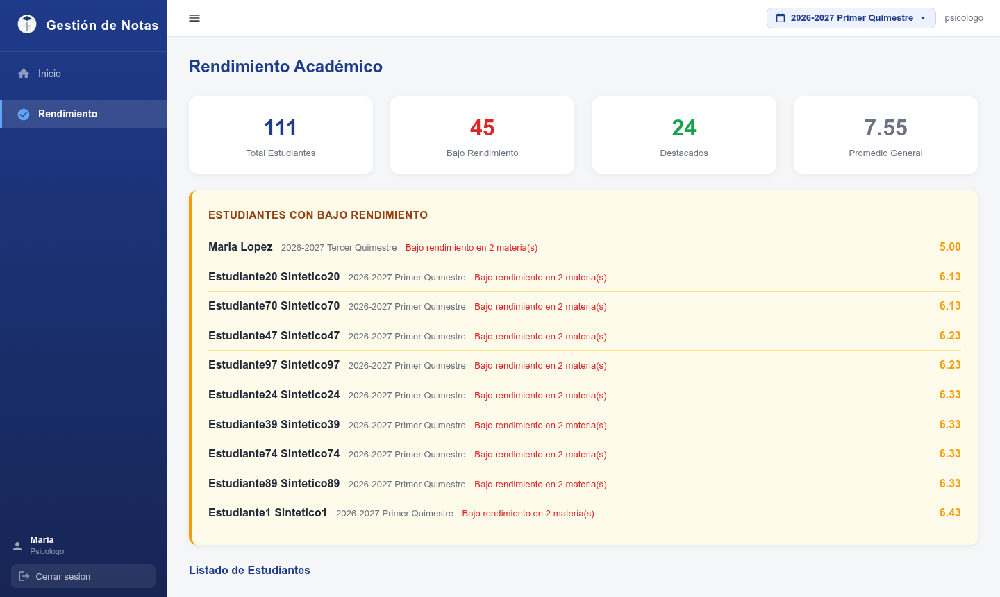 Gestión de Notas
Inicio
Rendimiento
Maria
Psicologo
Cerrar sesion
2026-2027 Primer Quimestre
psicologo
Rendimiento Académico
111
Total Estudiantes
45
Bajo Rendimiento
24
Destacados
7.55
Promedio General
ESTUDIANTES CON BAJO RENDIMIENTO
Maria Lopez 2026-2027 Tercer Quimestre Bajo rendimiento en 2 materia(s) 5.00
Estudiante20 Sintetico20 2026-2027 Primer Quimestre Bajo rendimiento en 2 materia(s) 6.13
Estudiante70 Sintetico70 2026-2027 Primer Quimestre Bajo rendimiento en 2 materia(s) 6.13
Estudiante47 Sintetico47 2026-2027 Primer Quimestre Bajo rendimiento en 2 materia(s) 6.23
Estudiante97 Sintetico97 2026-2027 Primer Quimestre Bajo rendimiento en 2 materia(s) 6.23
Estudiante24 Sintetico24 2026-2027 Primer Quimestre Bajo rendimiento en 2 materia(s) 6.33
Estudiante39 Sintetico39 2026-2027 Primer Quimestre Bajo rendimiento en 2 materia(s) 6.33
Estudiante74 Sintetico74 2026-2027 Primer Quimestre Bajo rendimiento en 2 materia(s) 6.33
Estudiante89 Sintetico89 2026-2027 Primer Quimestre Bajo rendimiento en 2 materia(s) 6.33
Estudiante1 Sintetico1 2026-2027 Primer Quimestre Bajo rendimiento en 2 materia(s) 6.43
Listado de Estudiantes